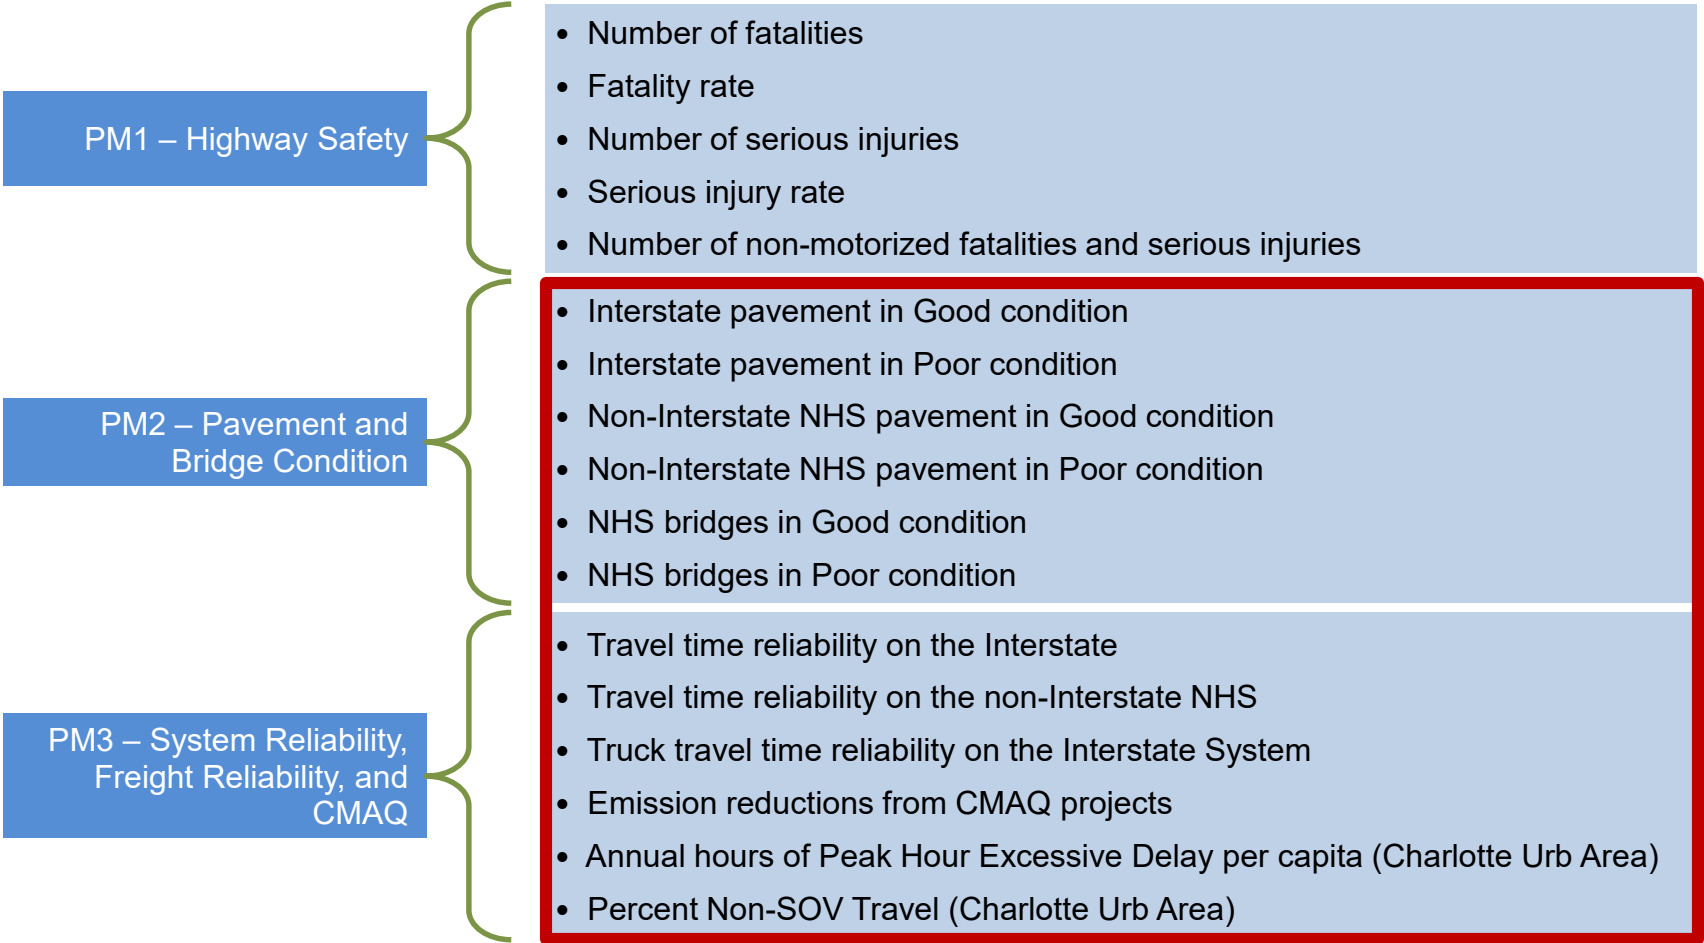 PM1 – Highway Safety
• Number of fatalities
• Fatality rate
• Number of serious injuries
• Serious injury rate
• Number of non-motorized fatalities and serious injuries
PM2 – Pavement and
Bridge Condition
• Interstate pavement in Good condition
• Interstate pavement in Poor condition
• Non-Interstate NHS pavement in Good condition
• Non-Interstate NHS pavement in Poor condition
• NHS bridges in Good condition
• NHS bridges in Poor condition
PM3 – System Reliability,
Freight Reliability, and
CMAQ
• Travel time reliability on the Interstate
• Travel time reliability on the non-Interstate NHS
• Truck travel time reliability on the Interstate System
• Emission reductions from CMAQ projects
• Annual hours of Peak Hour Excessive Delay per capita (Charlotte Urb Area)
• Percent Non-SOV Travel (Charlotte Urb Area)